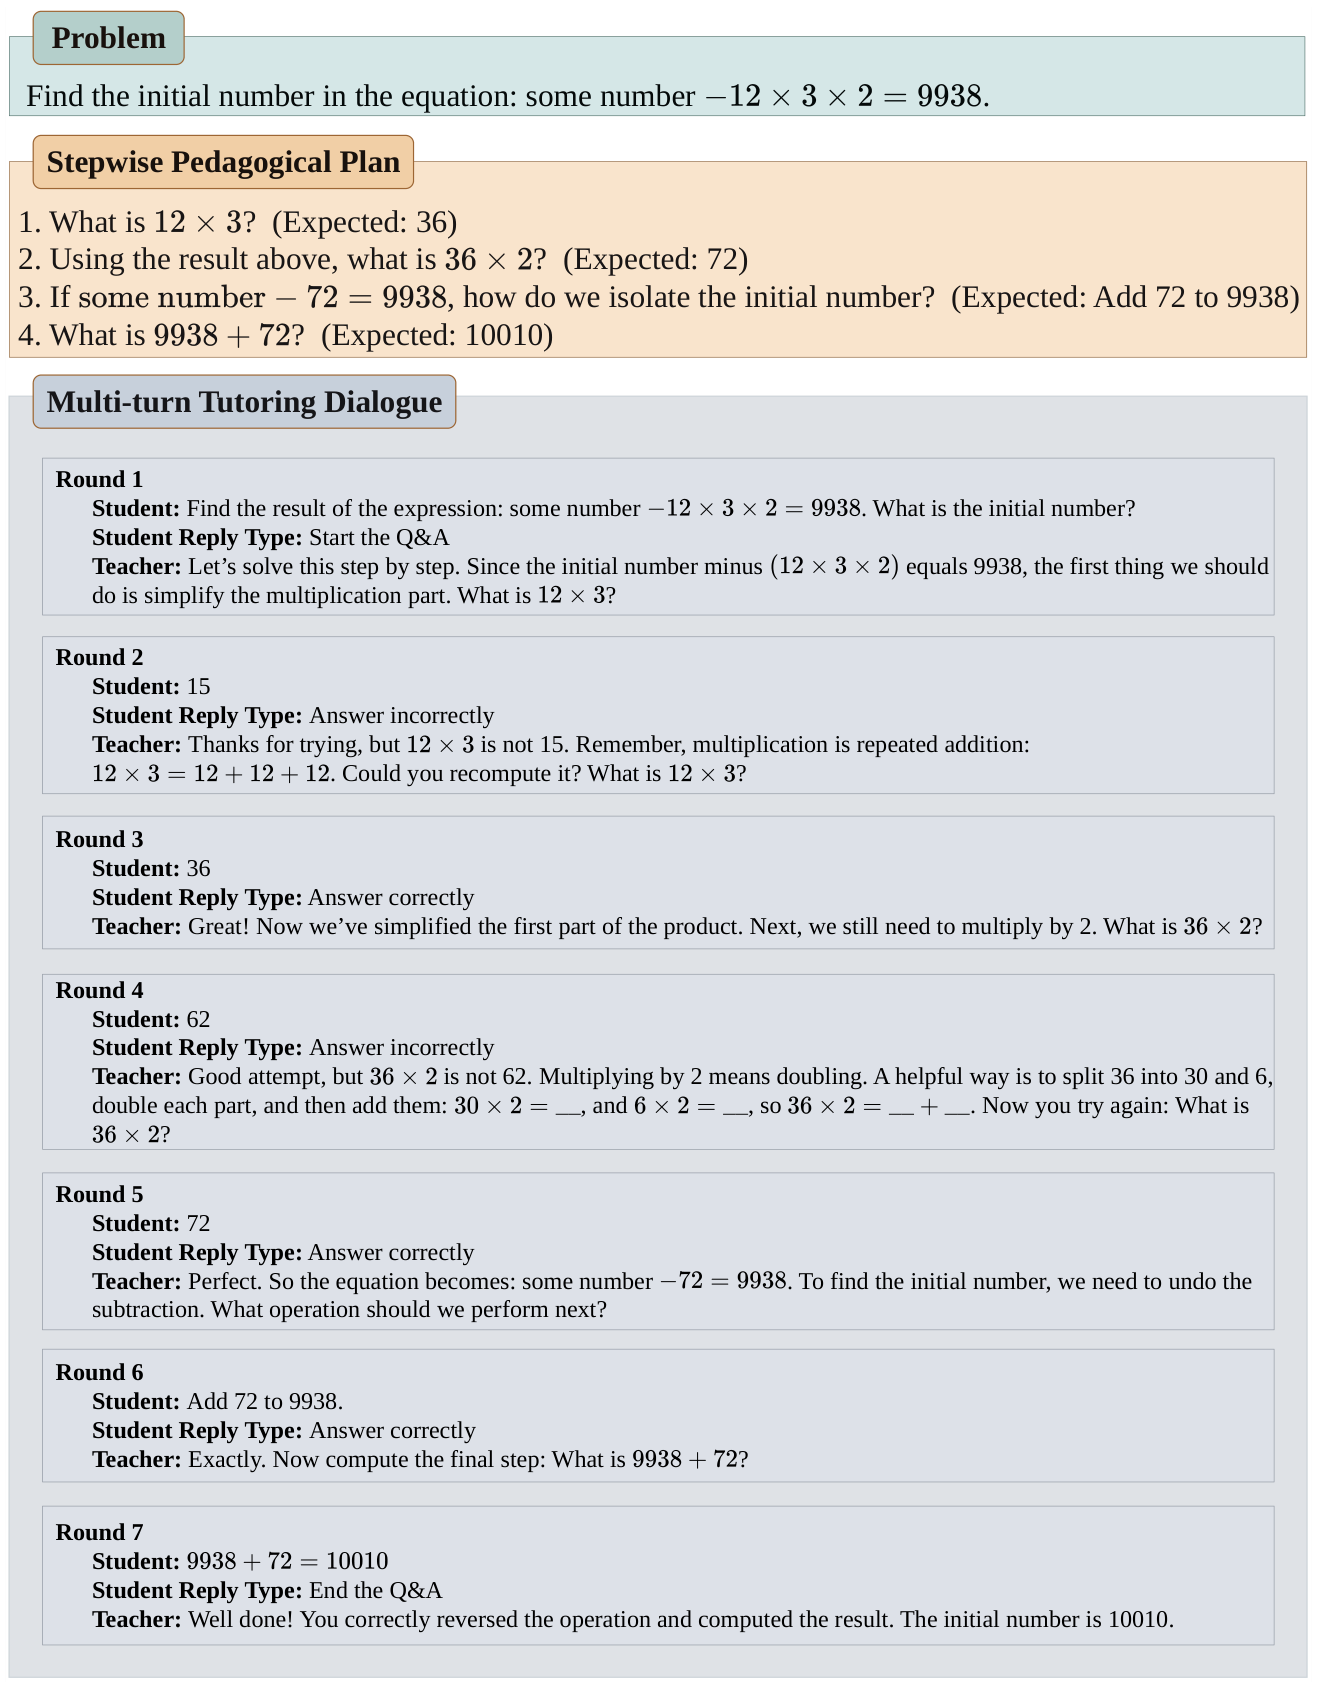 Problem
Find the initial number in the equation: some number −12 × 3 × 2 = 9938.
Stepwise Pedagogical Plan
1. What is 12 × 3? (Expected: 36)
2. Using the result above, what is 36 × 2? (Expected: 72)
3. If some number − 72 = 9938, how do we isolate the initial number? (Expected: Add 72 to 9938)
4. What is 9938 + 72? (Expected: 10010)
Multi-turn Tutoring Dialogue
Round 1
Student: Find the result of the expression: some number −12 × 3 × 2 = 9938. What is the initial number?
Student Reply Type: Start the Q&A
Teacher: Let’s solve this step by step. Since the initial number minus (12 × 3 × 2) equals 9938, the first thing we should
do is simplify the multiplication part. What is 12 × 3?
Round 2
Student: 15
Student Reply Type: Answer incorrectly
Teacher: Thanks for trying, but 12 × 3 is not 15. Remember, multiplication is repeated addition:
12 × 3 = 12 + 12 + 12. Could you recompute it? What is 12 × 3?
Round 3
Student: 36
Student Reply Type: Answer correctly
Teacher: Great! Now we’ve simplified the first part of the product. Next, we still need to multiply by 2. What is 36 × 2?
Round 4
Student: 62
Student Reply Type: Answer incorrectly
Teacher: Good attempt, but 36 × 2 is not 62. Multiplying by 2 means doubling. A helpful way is to split 36 into 30 and 6,
double each part, and then add them: 30 × 2 = __, and 6 × 2 = __, so 36 × 2 = __ + __. Now you try again: What is
36 × 2?
Round 5
Student: 72
Student Reply Type: Answer correctly
Teacher: Perfect. So the equation becomes: some number −72 = 9938. To find the initial number, we need to undo the
subtraction. What operation should we perform next?
Round 6
Student: Add 72 to 9938.
Student Reply Type: Answer correctly
Teacher: Exactly. Now compute the final step: What is 9938 + 72?
Round 7
Student: 9938 + 72 = 10010
Student Reply Type: End the Q&A
Teacher: Well done! You correctly reversed the operation and computed the result. The initial number is 10010.